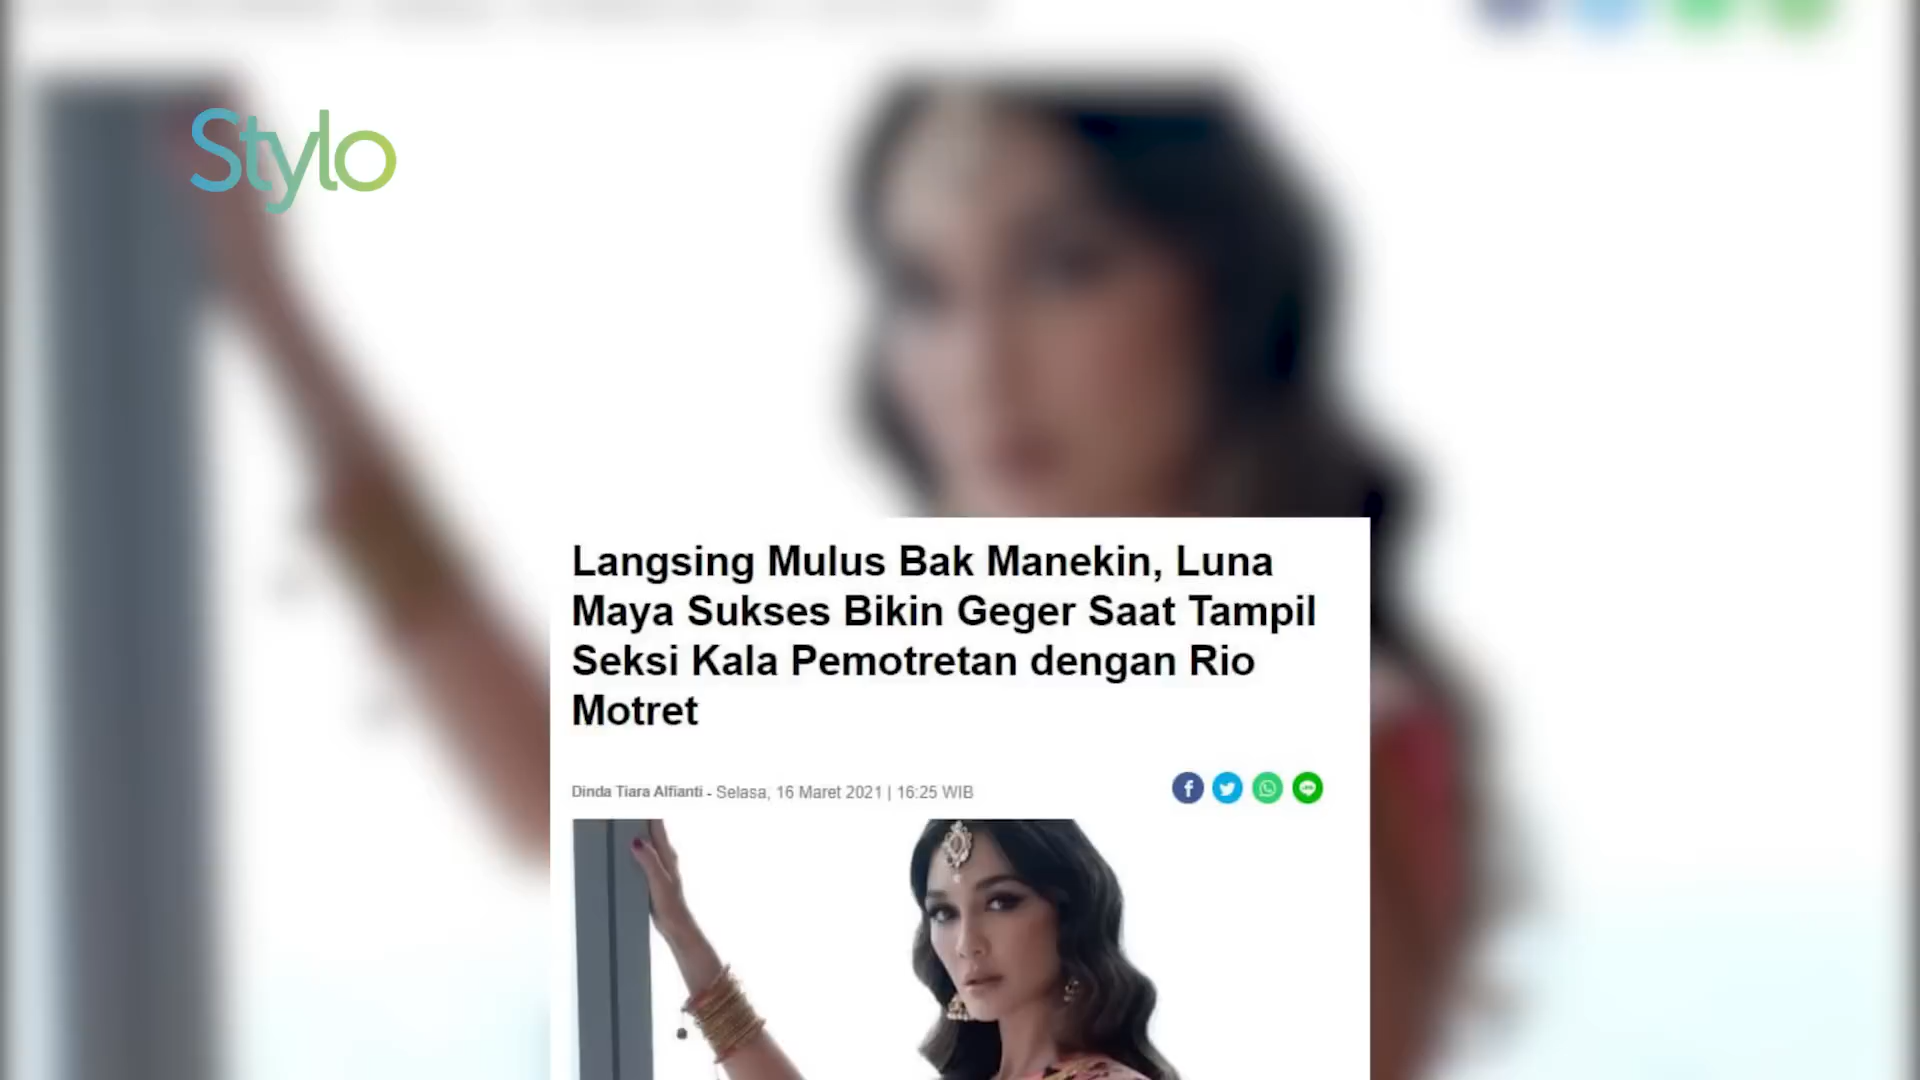 Stylo
Langsing Mulus Bak Manekin, Luna
Maya Sukses Bikin Geger Saat Tampil
Seksi Kala Pemotretan dengan Rio
Motret
Dinda Tiara Alfianti - Selasa, 16 Maret 2021 | 16:25 WIB